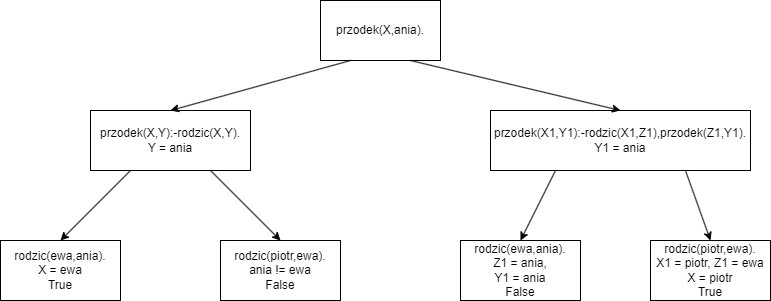 przodek(X,ania).
przodek(X,Y):-rodzic(X,Y).
Y = ania
przodek(X1,Y1):-rodzic(X1,Z1),przodek(Z1,Y1).
Y1 = ania
rodzic(ewa,ania).
X = ewa
True
rodzic(piotr,ewa).
ania != ewa
False
rodzic(ewa,ania).
Z1 = ania,
Y1 = ania
False
rodzic(piotr,ewa).
X1 = piotr, Z1 = ewa
X = piotr
True